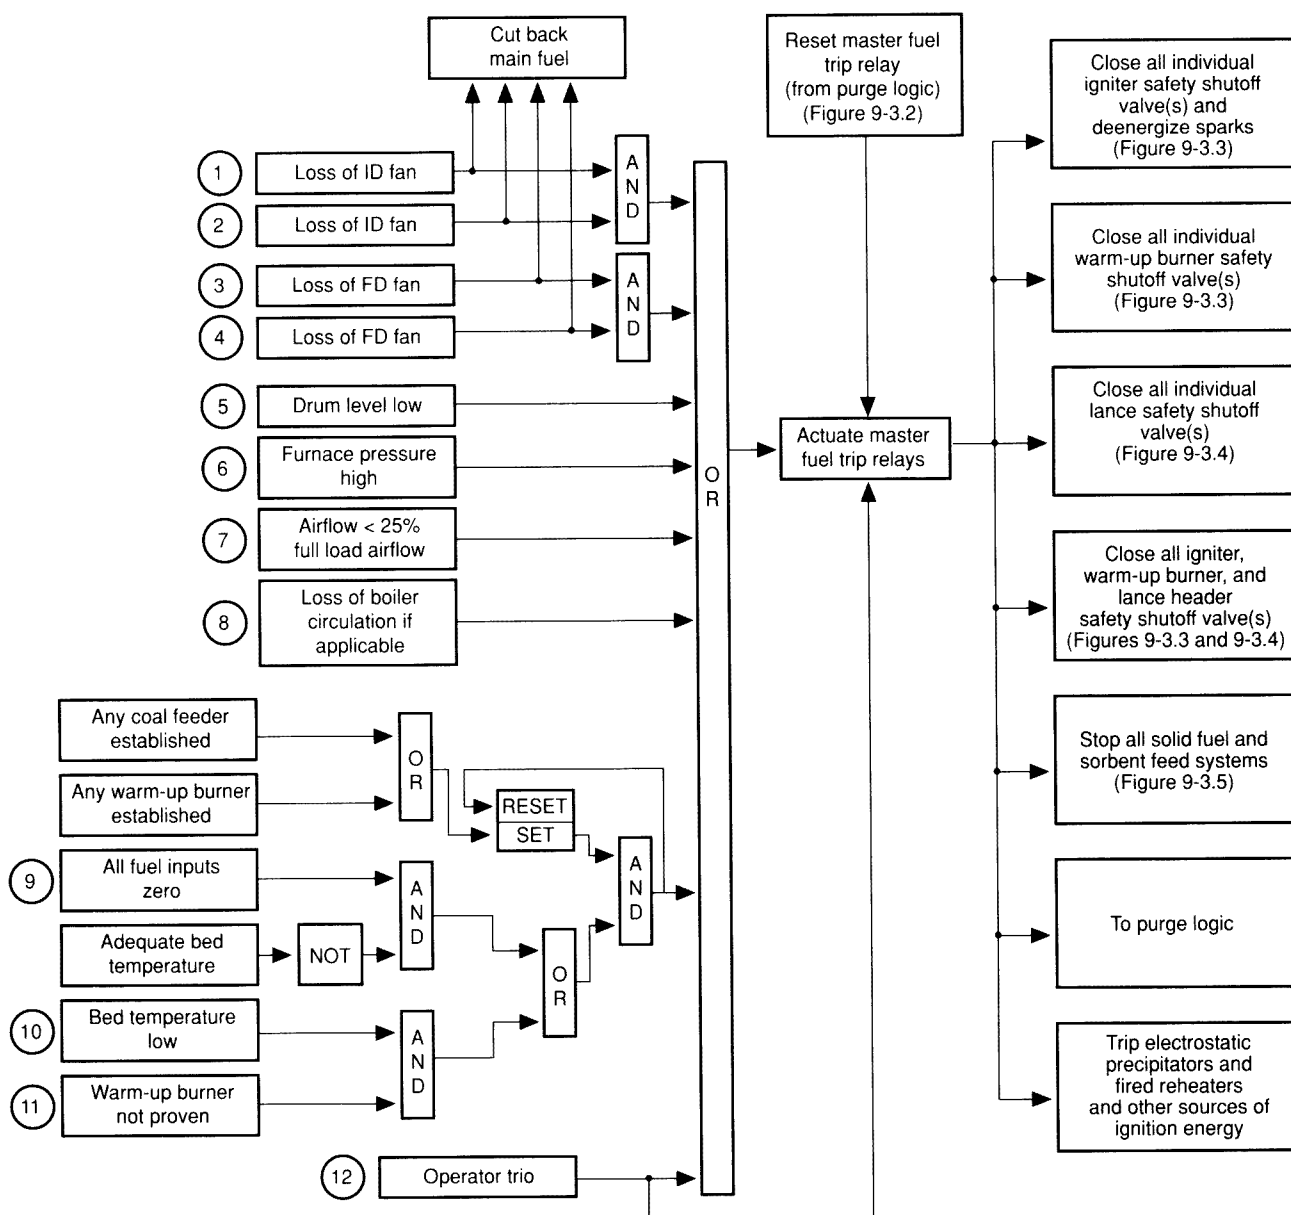 Cut back
main fuel
Reset master fuel
trip relay
(from purge logic)
(Figure 9-3.2)
Close all individual
igniter safety shutoff
valve(s) and
deenergize sparks
(Figure 9-3.3)
1
Loss of ID fan
2
Loss of ID fan
A
N
D
3
Loss of FD fan
4
Loss of FD fan
A
N
D
Close all individual
warm-up burner safety
shutoff valve(s)
(Figure 9-3.3)
5
Drum level low
6
Furnace pressure
high
7
Airflow < 25%
full load airflow
8
Loss of boiler
circulation if
applicable
O
R
Actuate master
fuel trip relays
Close all individual
lance safety shutoff
valve(s)
(Figure 9-3.4)
Close all igniter,
warm-up burner, and
lance header
safety shutoff valve(s)
(Figures 9-3.3 and 9-3.4)
Any coal feeder
established
Any warm-up burner
established
O
R
RESET
SET
Stop all solid fuel and
sorbent feed systems
(Figure 9-3.5)
9
All fuel inputs
zero
Adequate bed
temperature
NOT
A
N
D
A
N
D
10
Bed temperature
low
11
Warm-up burner
not proven
A
N
D
O
R
To purge logic
Trip electrostatic
precipitators and
fired reheaters
and other sources of
ignition energy
12
Operator trio